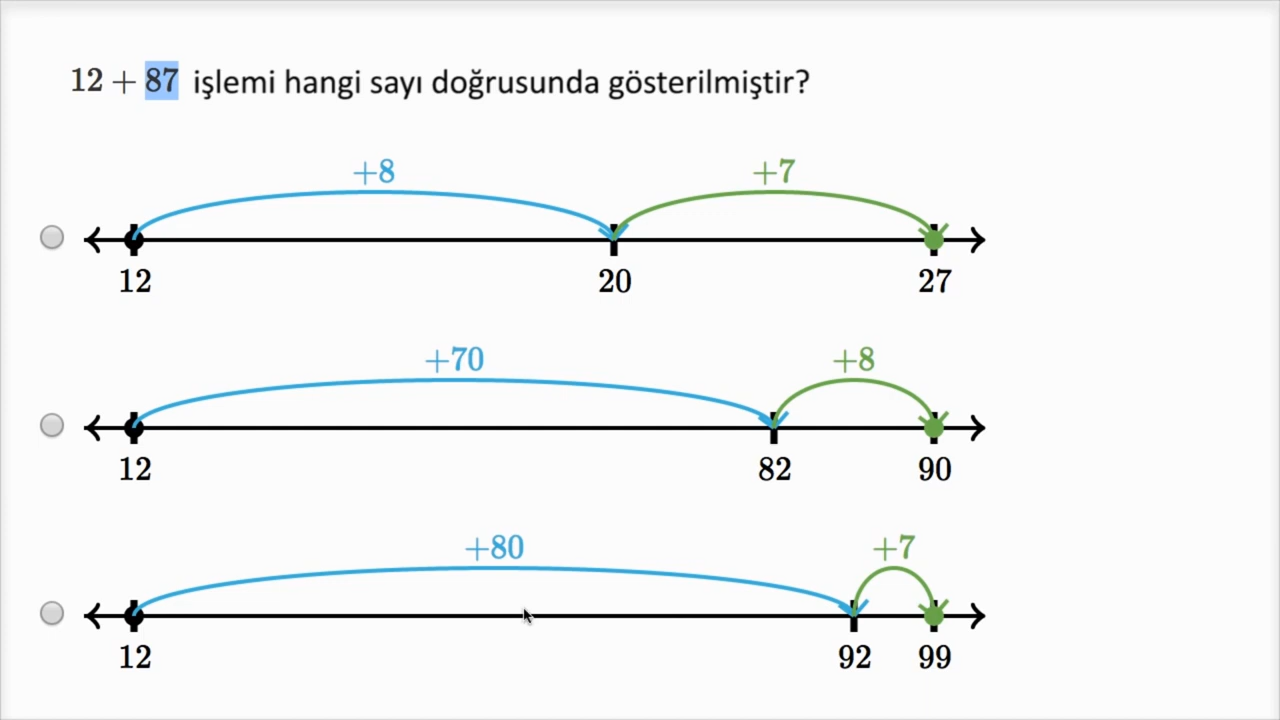 12 + 87 işlemi hangi sayı doğrusunda gösterilmiştir?
+8 +7
12 20 27
+70 +8
12 82 90
+80 +7
12 92 99